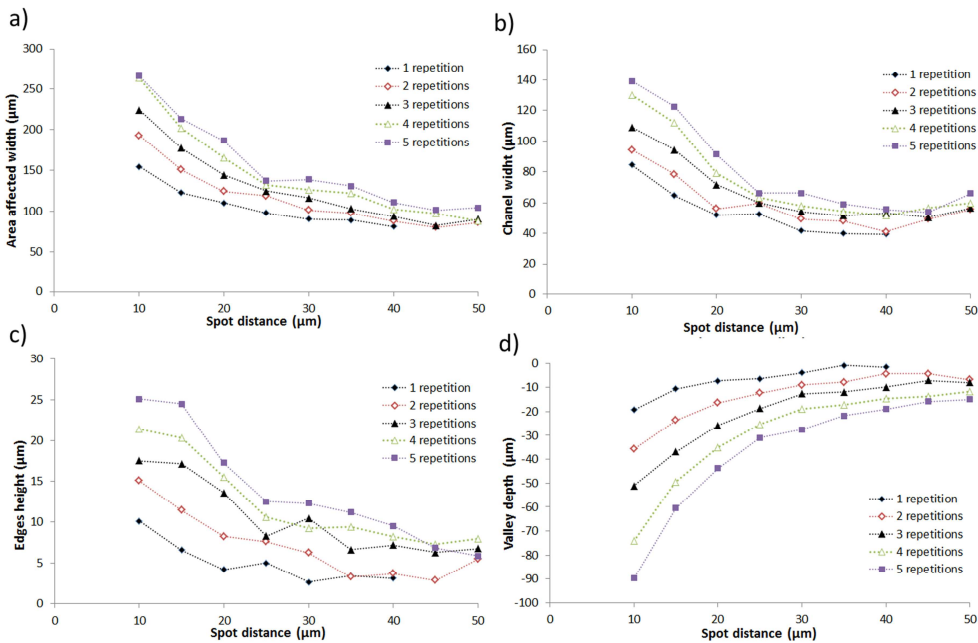 a)
Area affected width (µm)
300
250
200
150
100
50
0
0 10 20 30 40 50
Spot distance (µm)
1 repetition
2 repetitions
3 repetitions
4 repetitions
5 repetitions
b)
Chanel widht (µm)
160
140
120
100
80
60
40
20
0
0 10 20 30 40 50
Spot distance (µm)
1 repetition
2 repetitions
3 repetitions
4 repetitions
5 repetitions
c)
Edges height (µm)
30
25
20
15
10
5
0
0 10 20 30 40 50
Spot distance (µm)
1 repetition
2 repetitions
3 repetitions
4 repetitions
5 repetitions
d)
Valley depth (µm)
0
-10
-20
-30
-40
-50
-60
-70
-80
-90
-100
0 10 20 30 40 50
Spot distance (µm)
1 repetition
2 repetitions
3 repetitions
4 repetitions
5 repetitions